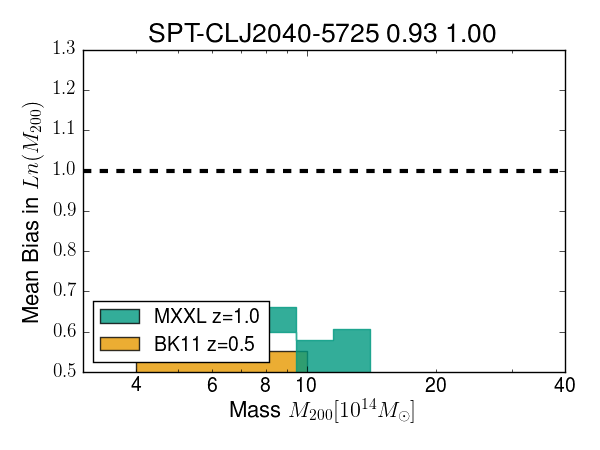 SPT-CLJ2040-5725 0.93 1.00
1.3
1.2
1.1
1.0
0.9
0.8
0.7
0.6
0.5
Mean Bias in Ln(M₂₀₀)
MXXL z=1.0
BK11 z=0.5
4 6 8 10 20 40
Mass M₂₀₀[10¹⁴M⊙]